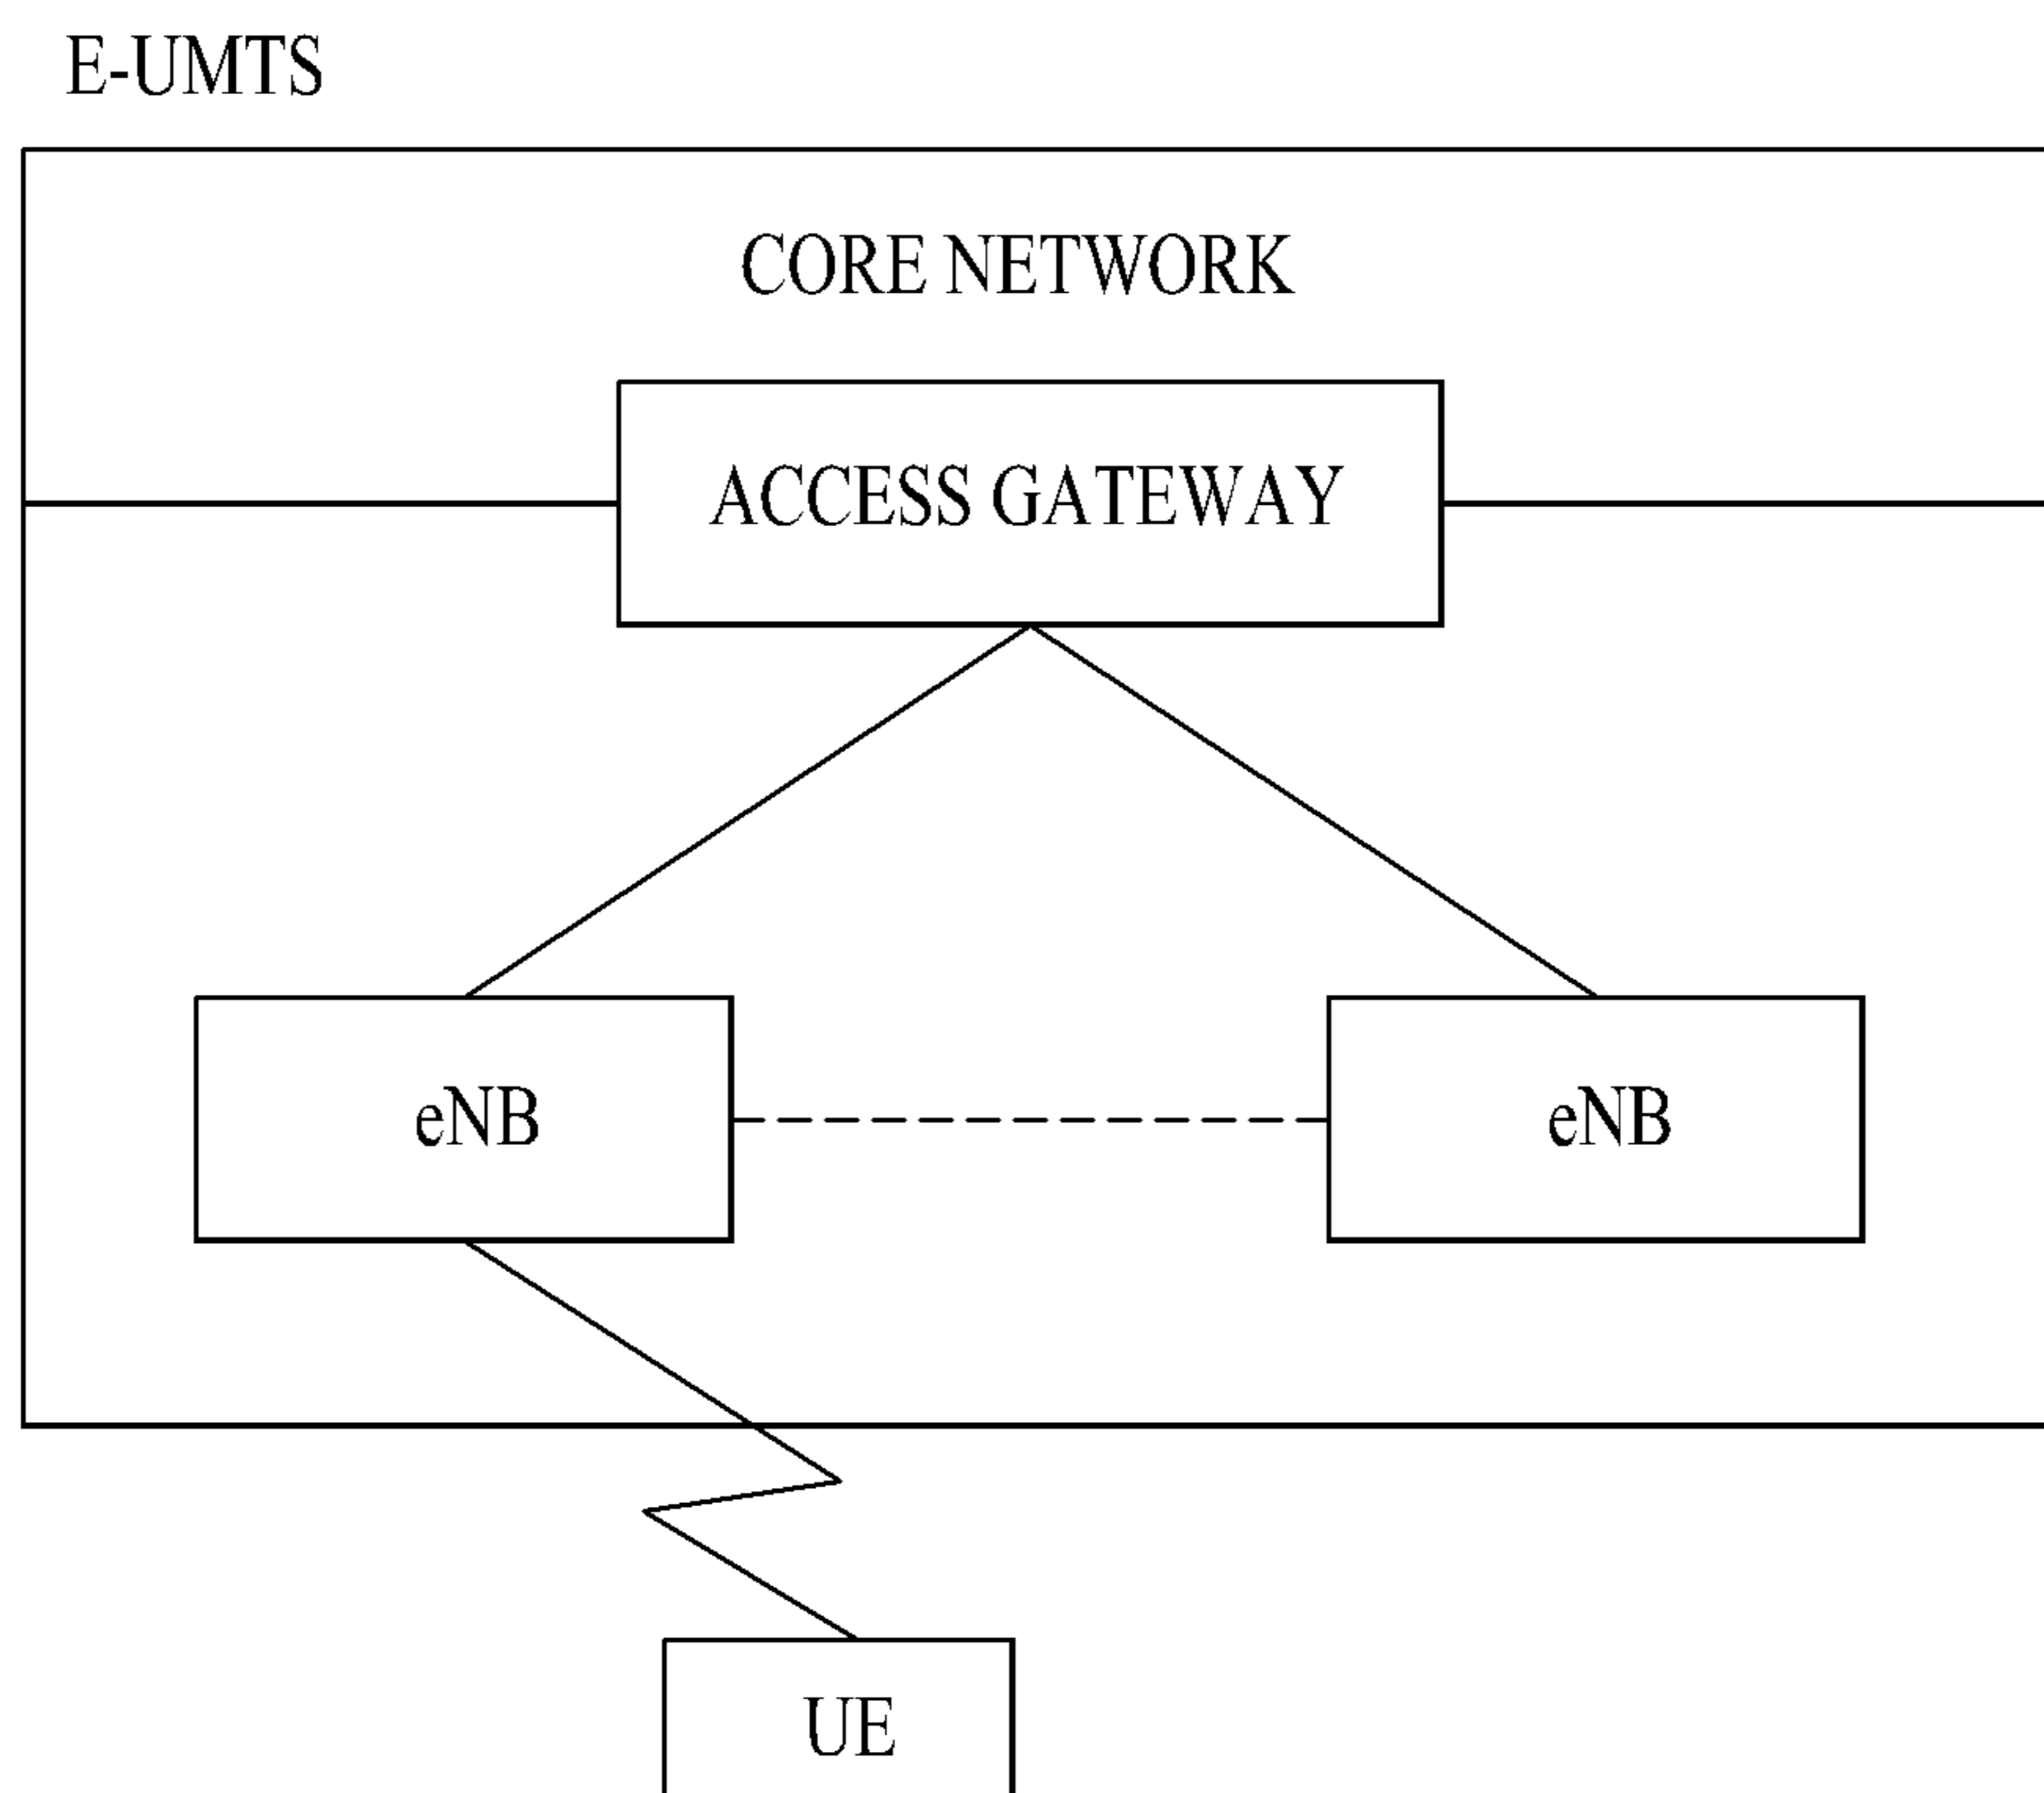 E-UMTS
CORE NETWORK
ACCESS GATEWAY
eNB
eNB
UE